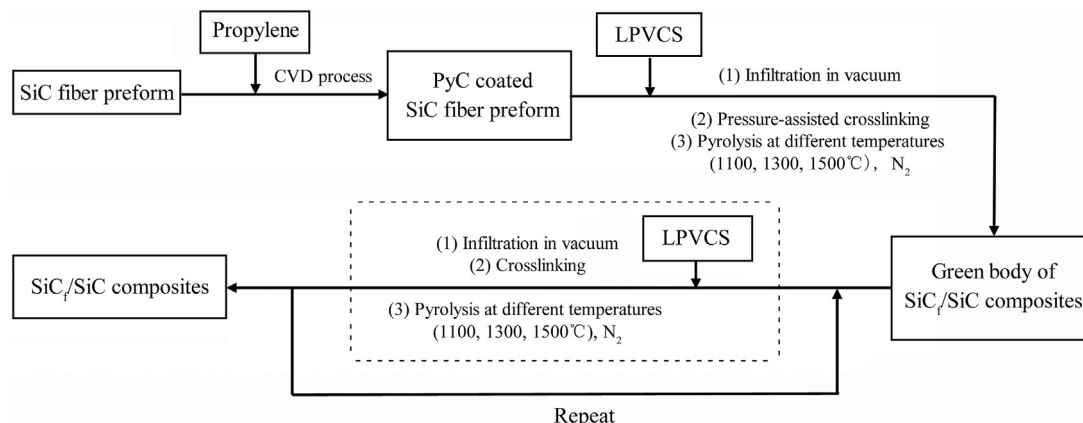 Propylene
LPVCS
SiC fiber preform
CVD process
PyC coated
SiC fiber preform
(1) Infiltration in vacuum
(2) Pressure-assisted crosslinking
(3) Pyrolysis at different temperatures
(1100, 1300, 1500℃), N₂
SiC_f/SiC composites
(1) Infiltration in vacuum
(2) Crosslinking
LPVCS
(3) Pyrolysis at different temperatures
(1100, 1300, 1500℃), N₂
Green body of
SiC_f/SiC composites
Repeat